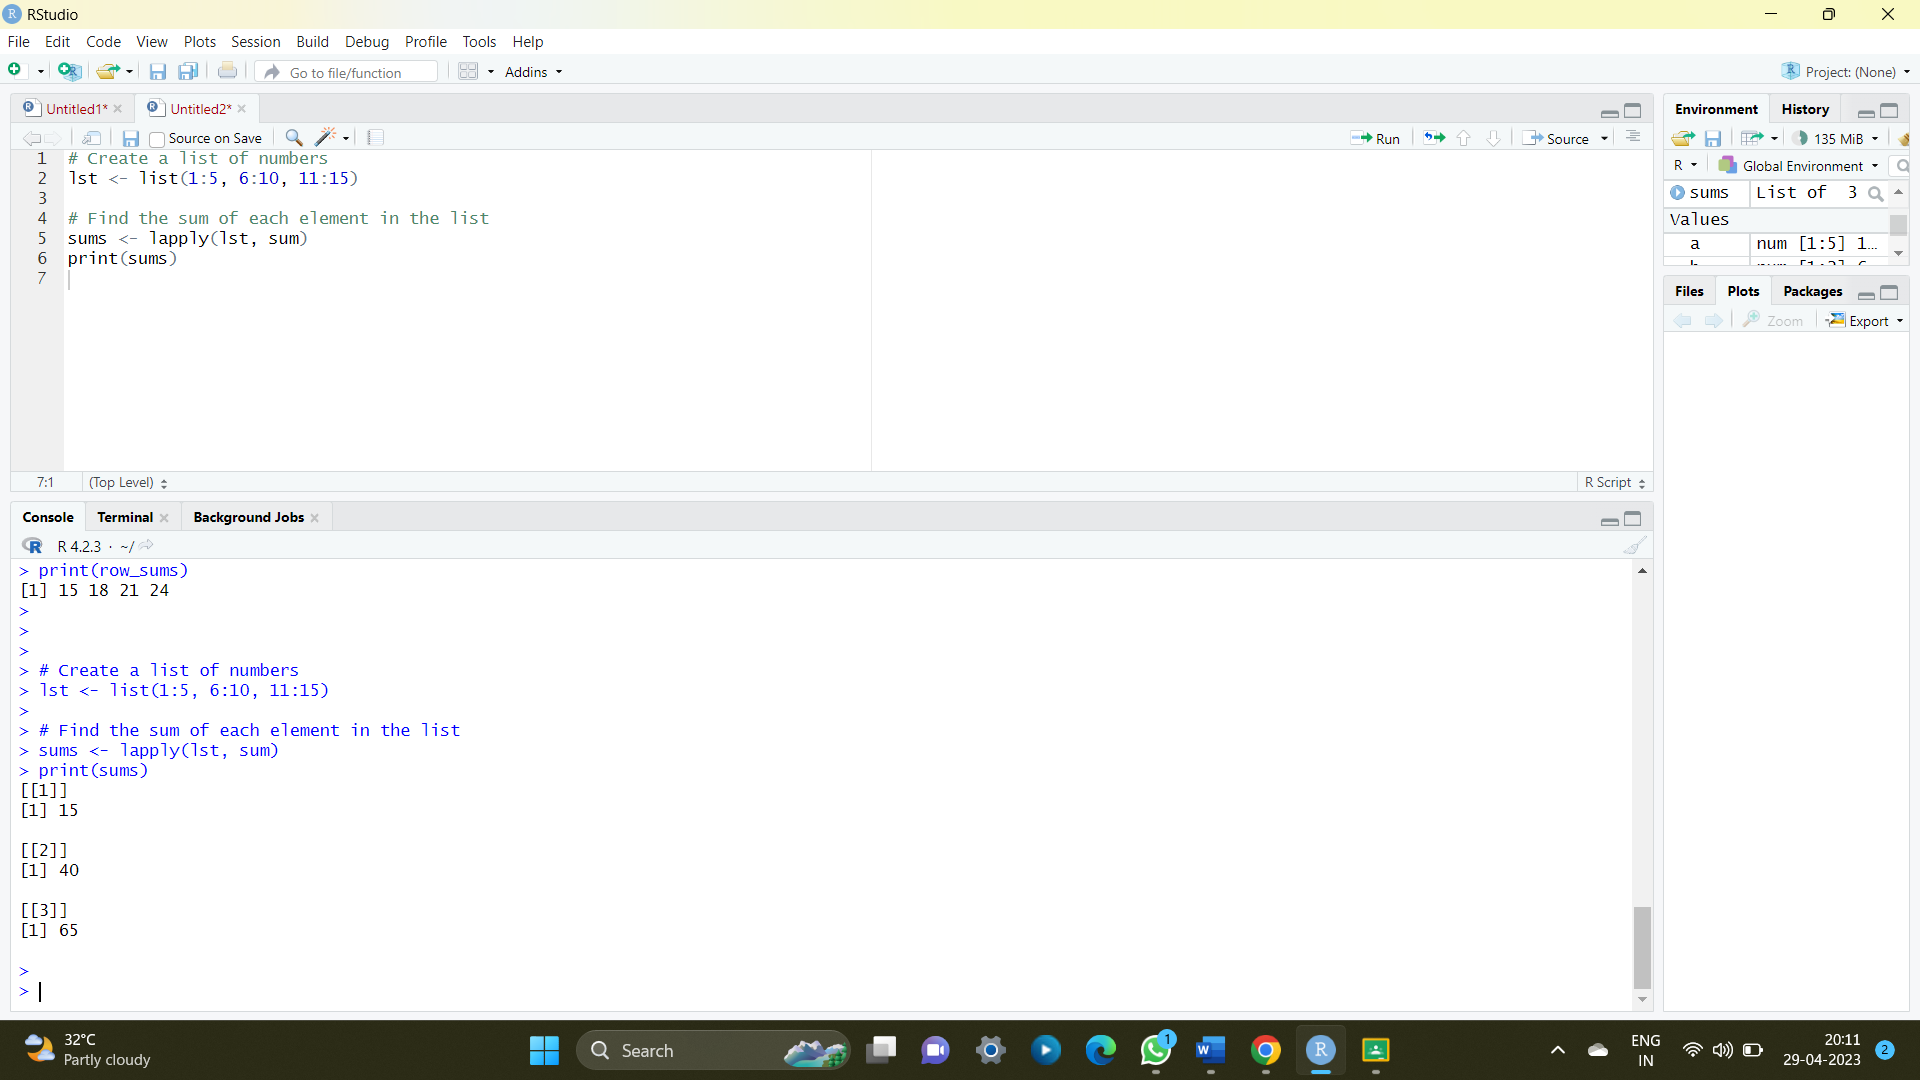 RStudio
File Edit Code View Plots Session Build Debug Profile Tools Help
Go to file/function Addins Project: (None)
Untitled1* Untitled2*
Source on Save Run Source
1 # Create a list of numbers
2 lst <- list(1:5, 6:10, 11:15)
3
4 # Find the sum of each element in the list
5 sums <- lapply(lst, sum)
6 print(sums)
7
7:1 (Top Level) R Script
Console Terminal Background Jobs
R 4.2.3 · ~/
> print(row_sums)
[1] 15 18 21 24
>
>
>
> # Create a list of numbers
> lst <- list(1:5, 6:10, 11:15)
>
> # Find the sum of each element in the list
> sums <- lapply(lst, sum)
> print(sums)
[[1]]
[1] 15
[[2]]
[1] 40
[[3]]
[1] 65
>
>
Environment History
135 MiB
R Global Environment
sums List of 3
Values
a num [1:5] 1...
Files Plots Packages
Zoom Export
32°C
Partly cloudy
Search
1
ENG
IN
20:11
29-04-2023
2